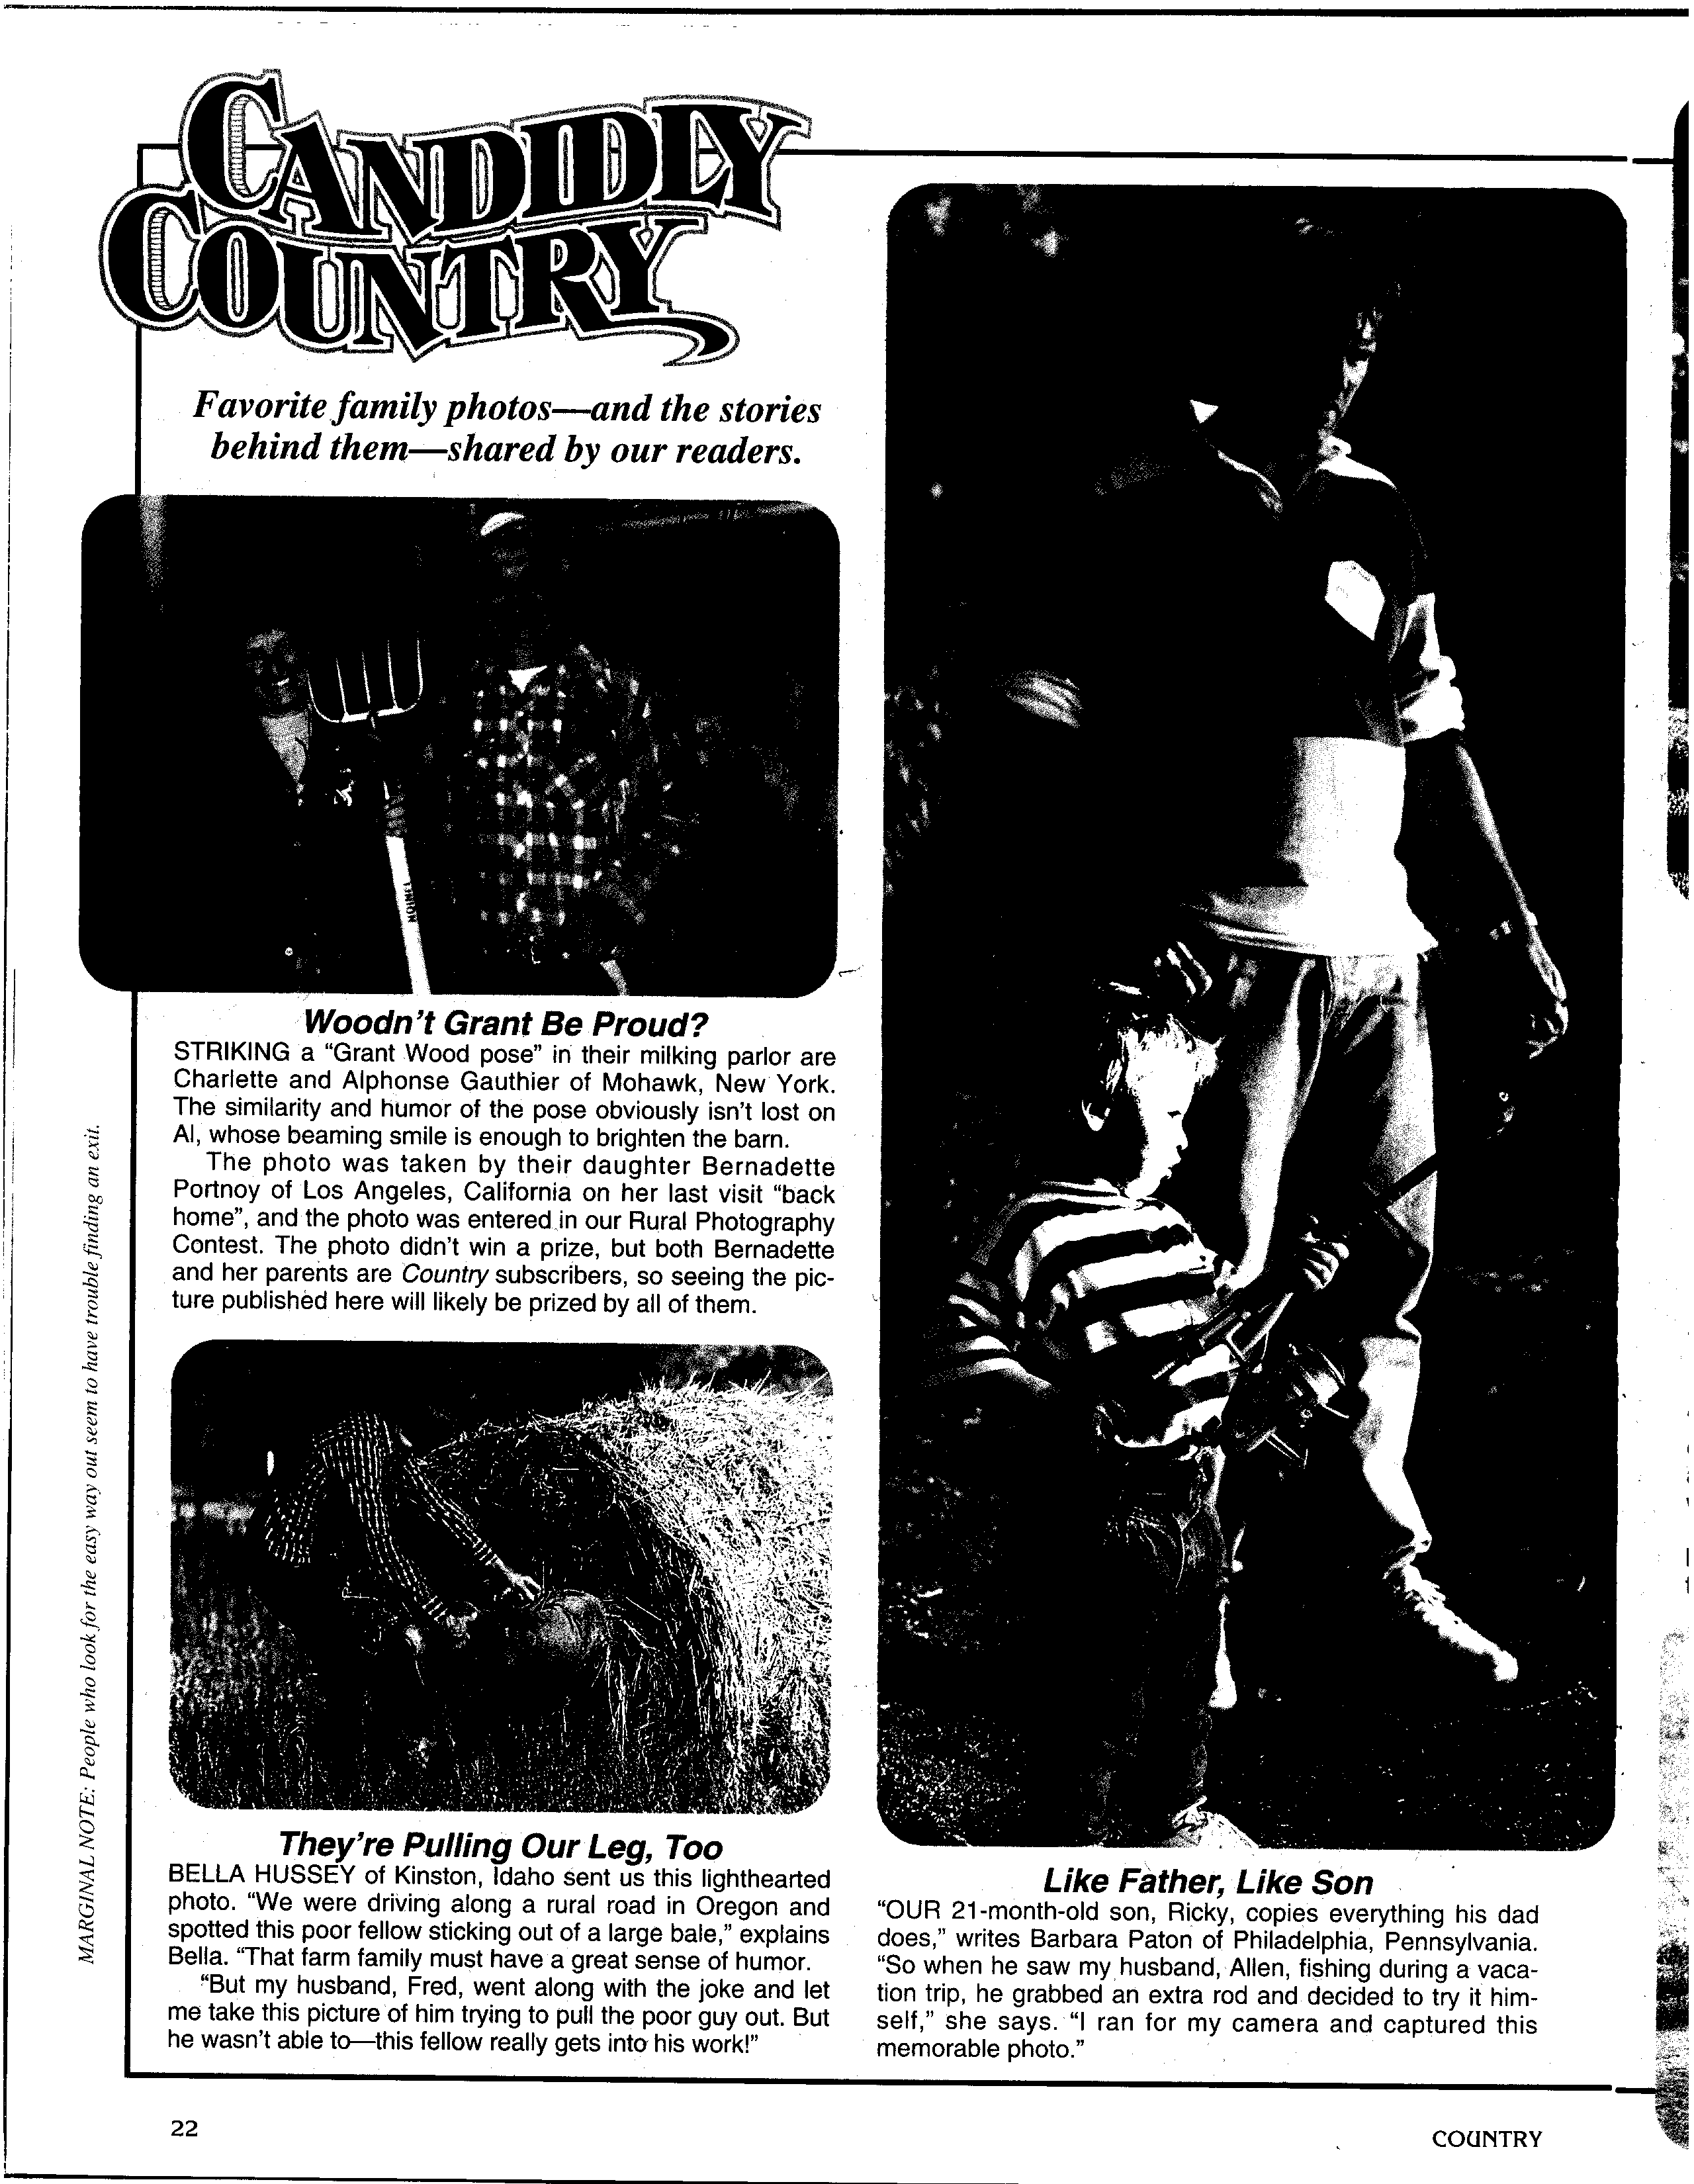 CANDIDLY
COUNTRY
Favorite family photos—and the stories
behind them—shared by our readers.
UNION
Woodn't Grant Be Proud?
STRIKING a “Grant Wood pose” in their milking parlor are
Charlette and Alphonse Gauthier of Mohawk, New York.
The similarity and humor of the pose obviously isn't lost on
Al, whose beaming smile is enough to brighten the barn.
The photo was taken by their daughter Bernadette
Portnoy of Los Angeles, California on her last visit “back
home”, and the photo was entered in our Rural Photography
Contest. The photo didn't win a prize, but both Bernadette
and her parents are Country subscribers, so seeing the pic-
ture published here will likely be prized by all of them.
They're Pulling Our Leg, Too
BELLA HUSSEY of Kinston, Idaho sent us this lighthearted
photo. “We were driving along a rural road in Oregon and
spotted this poor fellow sticking out of a large bale,” explains
Bella. “That farm family must have a great sense of humor.
“But my husband, Fred, went along with the joke and let
me take this picture of him trying to pull the poor guy out. But
he wasn't able to—this fellow really gets into his work!”
Like Father, Like Son
“OUR 21-month-old son, Ricky, copies everything his dad
does,” writes Barbara Paton of Philadelphia, Pennsylvania.
“So when he saw my husband, Allen, fishing during a vaca-
tion trip, he grabbed an extra rod and decided to try it him-
self,” she says. “I ran for my camera and captured this
memorable photo.”
MARGINAL NOTE: People who look for the easy way out seem to have trouble finding an exit.
22
COUNTRY